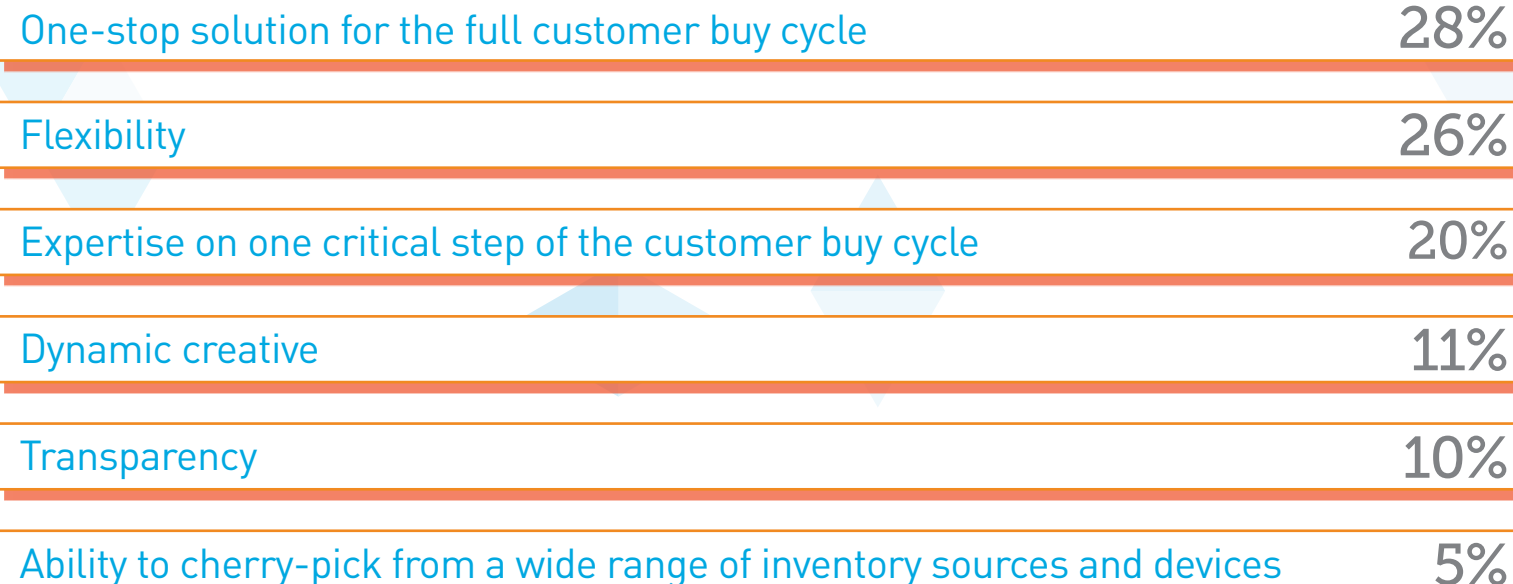 One-stop solution for the full customer buy cycle 28%
Flexibility 26%
Expertise on one critical step of the customer buy cycle 20%
Dynamic creative 11%
Transparency 10%
Ability to cherry-pick from a wide range of inventory sources and devices 5%